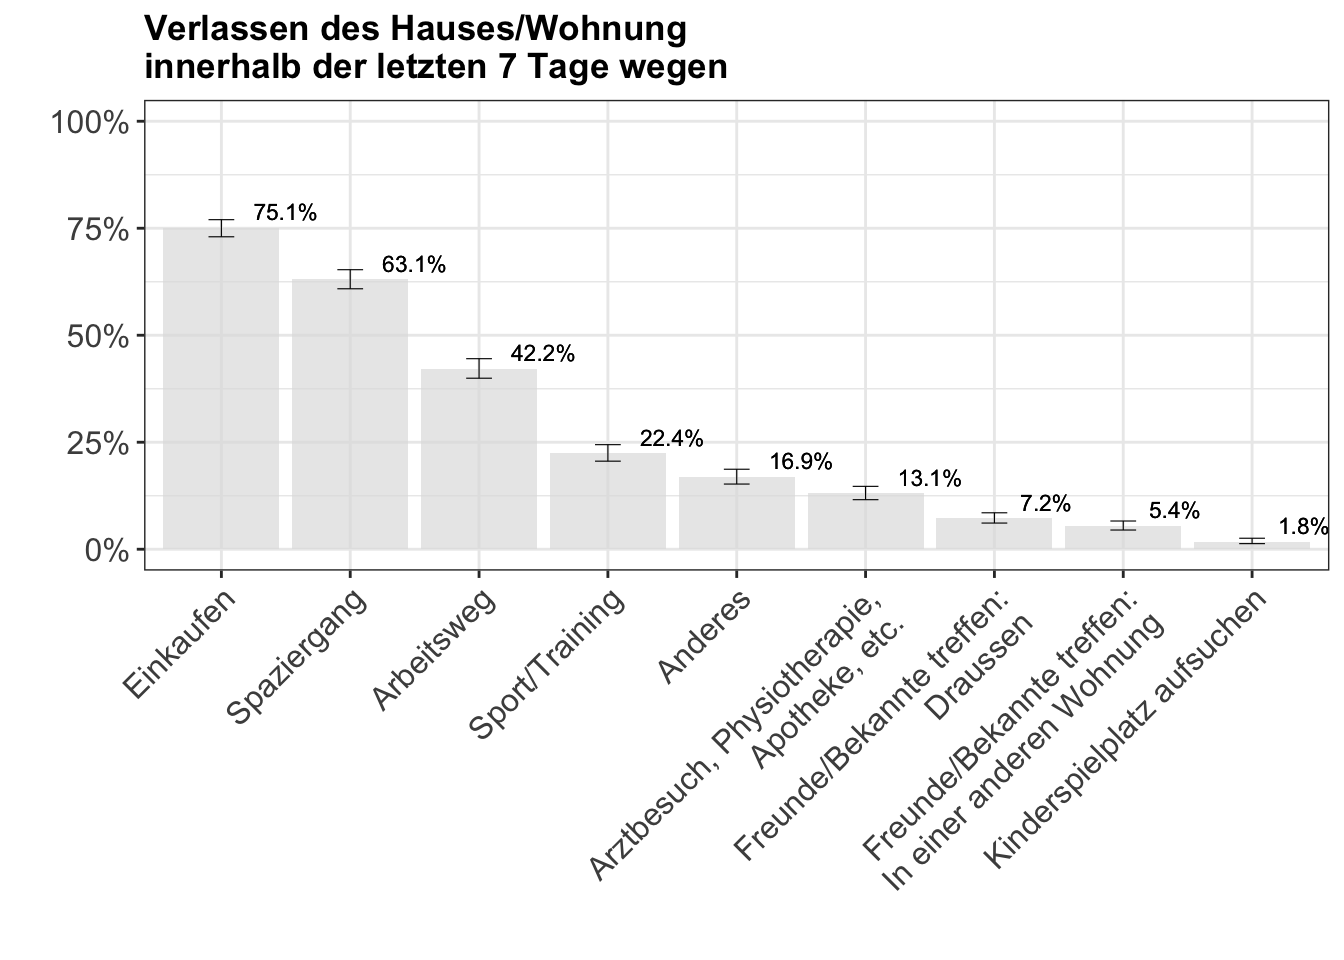 Verlassen des Hauses/Wohnung
innerhalb der letzten 7 Tage wegen
100%
75%
50%
25%
0%
75.1%
63.1%
42.2%
22.4%
16.9%
13.1%
7.2%
5.4%
1.8%
Einkaufen
Spaziergang
Arbeitsweg
Sport/Training
Anderes
Arztbesuch, Physiotherapie,
Apotheke, etc.
Freunde/Bekannte treffen:
Draussen
Freunde/Bekannte treffen:
In einer anderen Wohnung
Kinderspielplatz aufsuchen